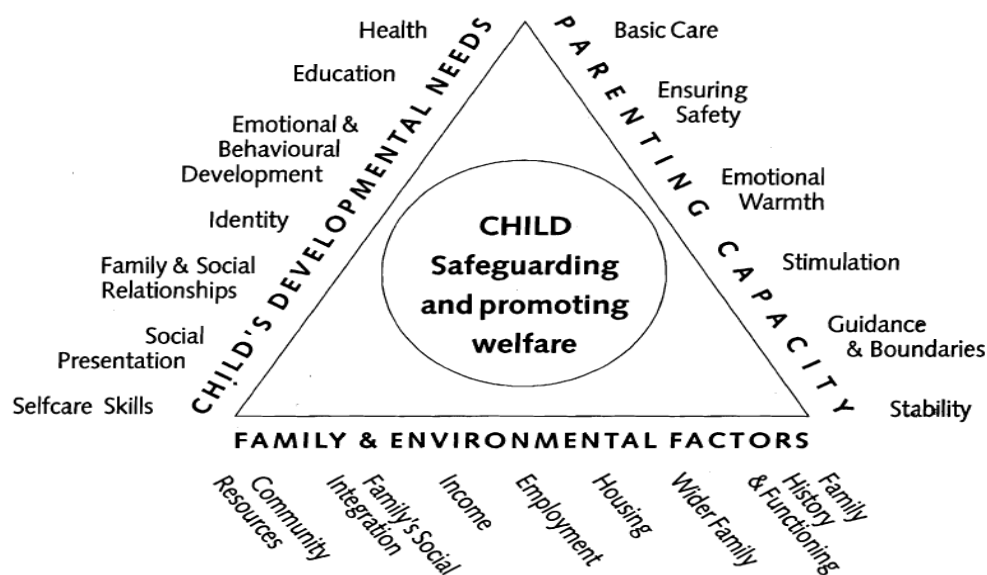 Health
Education
Emotional &
Behavioural
Development
Identity
Family & Social
Relationships
Social
Presentation
Selfcare Skills
CHILD'S DEVELOPMENTAL NEEDS
CHILD
Safeguarding
and promoting
welfare
PARENTING CAPACITY
Basic Care
Ensuring
Safety
Emotional
Warmth
Stimulation
Guidance
& Boundaries
Stability
FAMILY & ENVIRONMENTAL FACTORS
Community
Resources
Family's Social
Integration
Income
Employment
Housing
Wider Family
Family
History
& Functioning